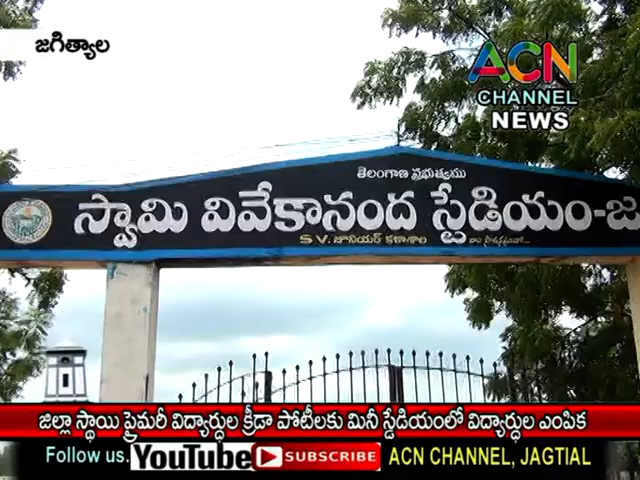 జగిత్యాల
ACN
CHANNEL
NEWS
తెలంగాణ ప్రభుత్వము
స్వామి వివేకానంద స్టేడియం-జ
S V. జూనియర్ కళాశాల
జిల్లా స్థాయి ప్రైమరీ విద్యార్ధుల క్రీడా పోటీలకు మినీ స్టేడియంలో విద్యార్ధుల ఎంపిక
Follow us. YouTube SUBSCRIBE ACN CHANNEL, JAGTIAL